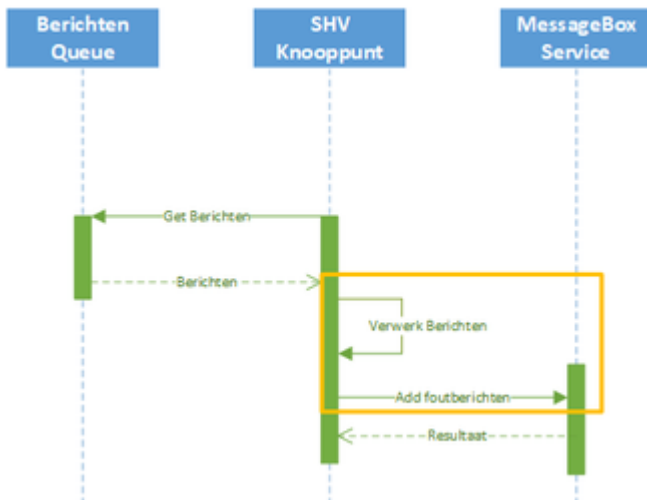 Berichten
Queue
SHV
Knooppunt
MessageBox
Service
Get Berichten
Berichten
Verwerk Berichten
Add foutberichten
Resultaat